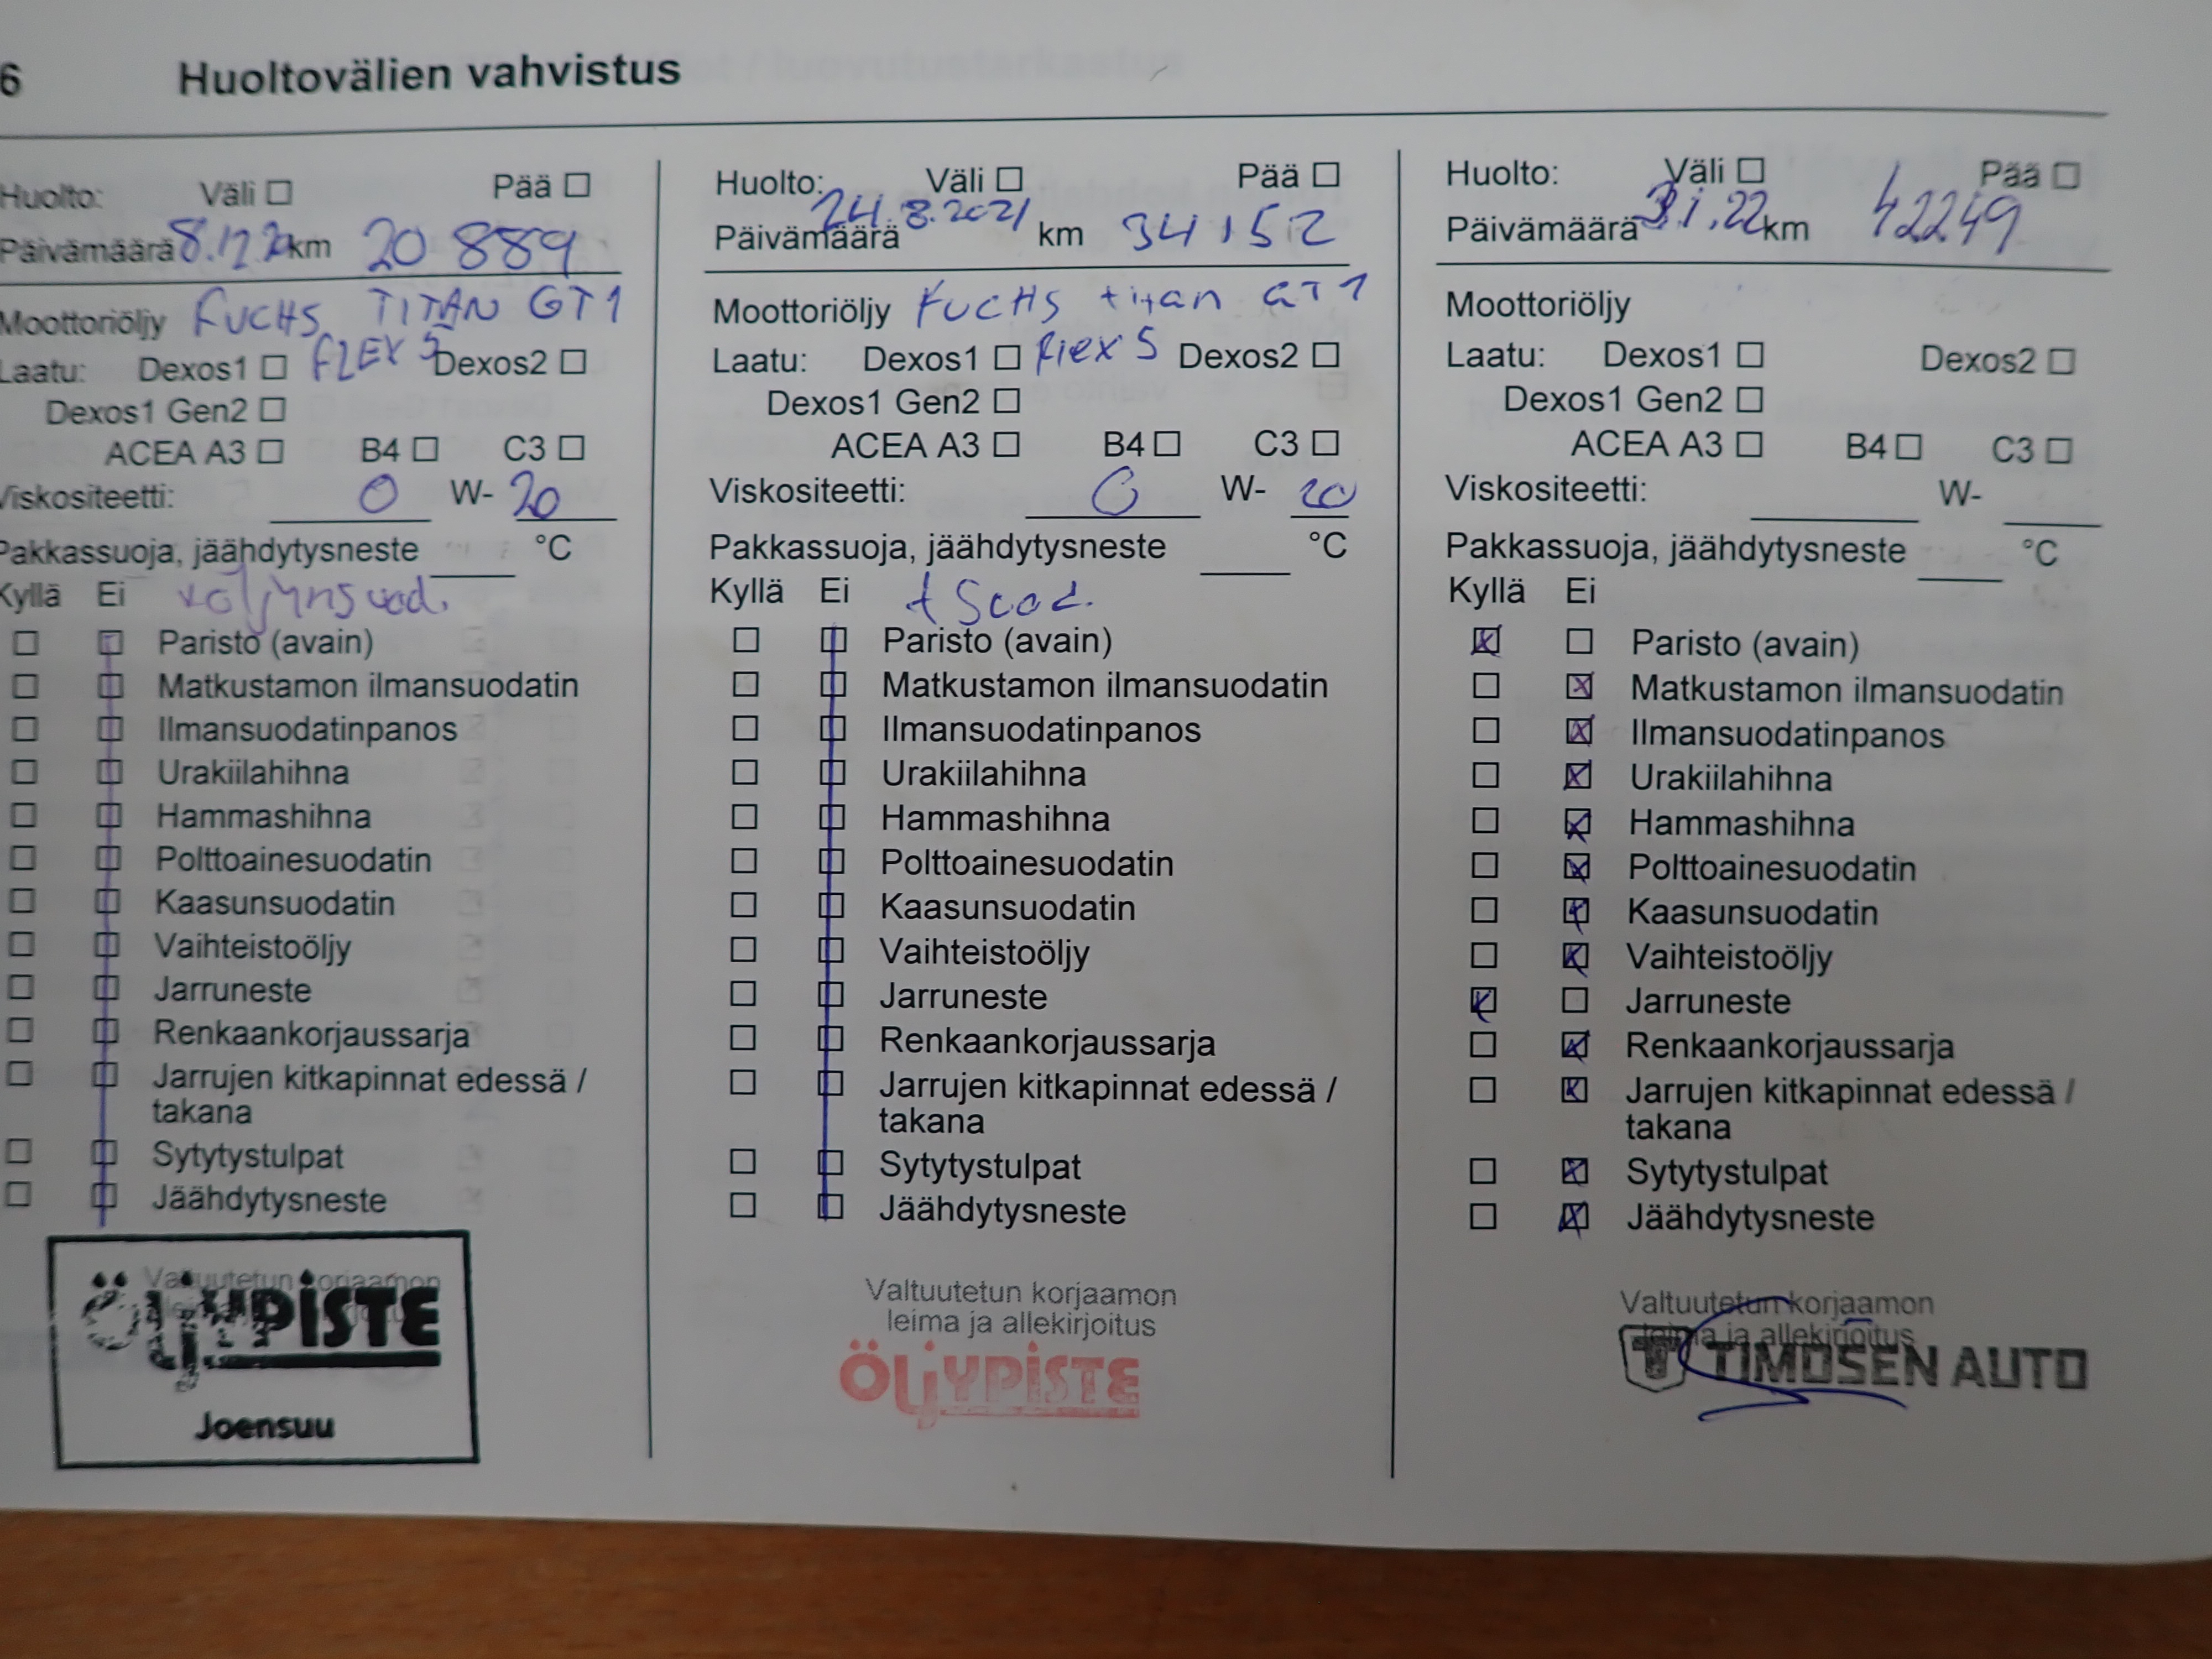 6 Huoltovälien vahvistus
Huolto: Väli ☐ Pää ☐
Päivämäärä 8.12.20 km 20 889
Moottoriöljy FUCHS TITAN GT1
Laatu: Dexos1 ☐ FLEX 5 Dexos2 ☐
Dexos1 Gen2 ☐
ACEA A3 ☐ B4 ☐ C3 ☐
Viskositeetti: 0 W- 20
Pakkassuoja, jäähdytysneste °C
Kyllä Ei +öljynsuod.
Paristo (avain)
Matkustamon ilmansuodatin
Ilmansuodatinpanos
Urakiilahihna
Hammashihna
Polttoainesuodatin
Kaasunsuodatin
Vaihteistoöljy
Jarruneste
Renkaankorjaussarja
Jarrujen kitkapinnat edessä /
takana
Sytytystulpat
Jäähdytysneste
Valtuutetun korjaamon
ÖLJYPISTE
Joensuu
Huolto: Väli ☐ Pää ☐
Päivämäärä 24.8.2021 km 34152
Moottoriöljy FUCHS titan GT1
Laatu: Dexos1 ☐ flex 5 Dexos2 ☐
Dexos1 Gen2 ☐
ACEA A3 ☐ B4 ☐ C3 ☐
Viskositeetti: 0 W- 20
Pakkassuoja, jäähdytysneste °C
Kyllä Ei + Suod.
Paristo (avain)
Matkustamon ilmansuodatin
Ilmansuodatinpanos
Urakiilahihna
Hammashihna
Polttoainesuodatin
Kaasunsuodatin
Vaihteistoöljy
Jarruneste
Renkaankorjaussarja
Jarrujen kitkapinnat edessä /
takana
Sytytystulpat
Jäähdytysneste
Valtuutetun korjaamon
leima ja allekirjoitus
ÖLJYPISTE
Huolto: Väli ☐ Pää ☐
Päivämäärä 3.1.22 km 42249
Moottoriöljy
Laatu: Dexos1 ☐ Dexos2 ☐
Dexos1 Gen2 ☐
ACEA A3 ☐ B4 ☐ C3 ☐
Viskositeetti: W-
Pakkassuoja, jäähdytysneste °C
Kyllä Ei
Paristo (avain)
Matkustamon ilmansuodatin
Ilmansuodatinpanos
Urakiilahihna
Hammashihna
Polttoainesuodatin
Kaasunsuodatin
Vaihteistoöljy
Jarruneste
Renkaankorjaussarja
Jarrujen kitkapinnat edessä /
takana
Sytytystulpat
Jäähdytysneste
Valtuutetun korjaamon
leima ja allekirjoitus
TIMOSEN AUTO